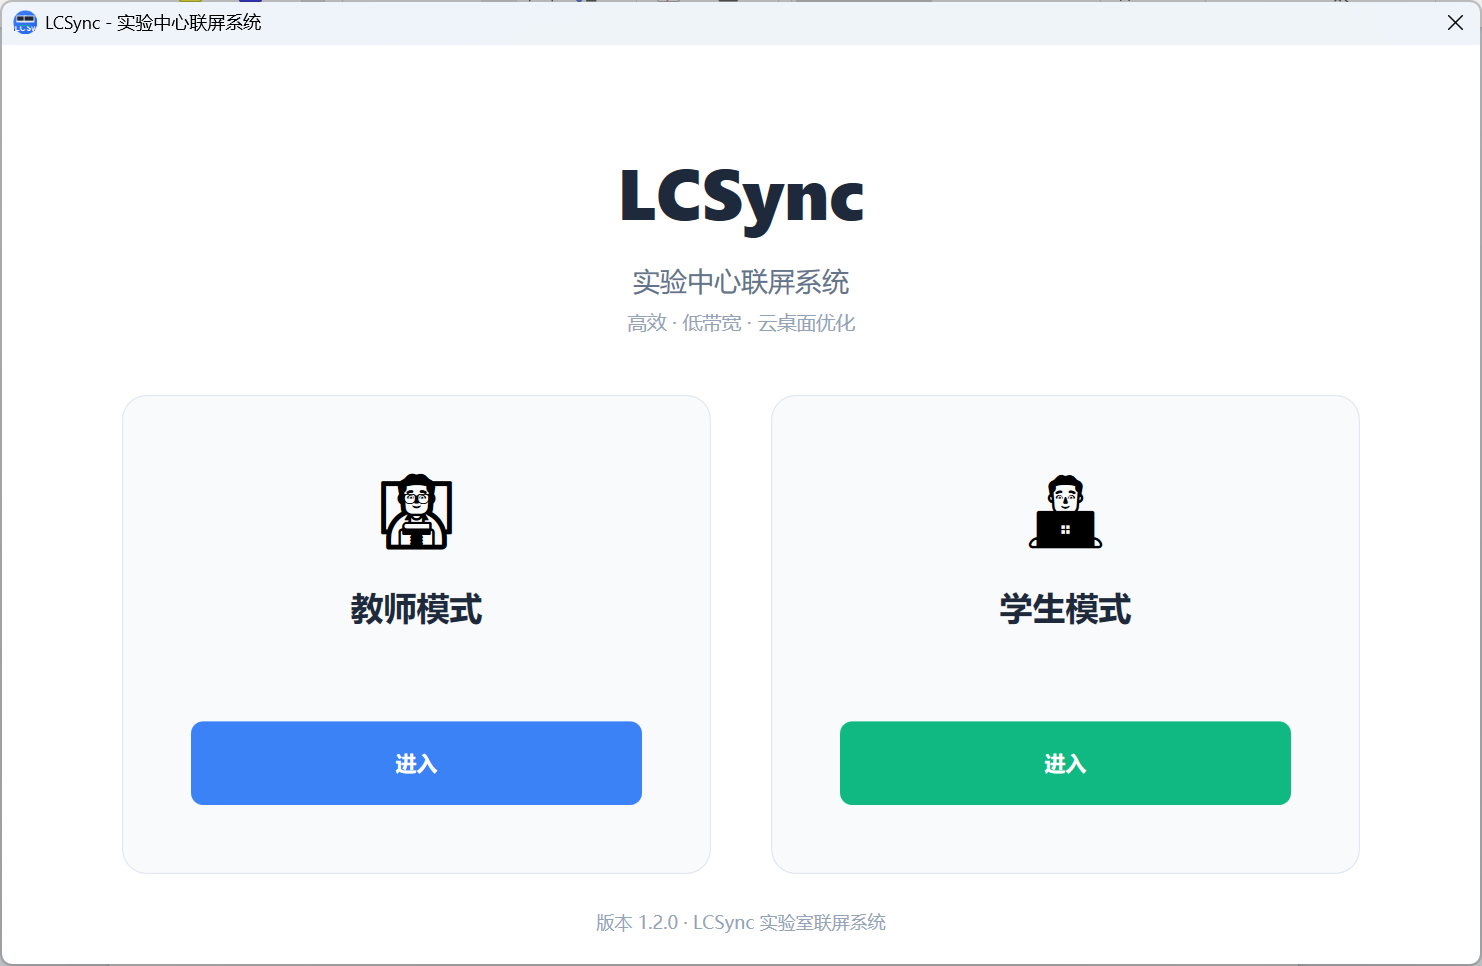 LCSync - 实验中心联屏系统
LCSync
实验中心联屏系统
高效 · 低带宽 · 云桌面优化
教师模式
学生模式
进入
进入
版本 1.2.0 · LCSync 实验室联屏系统